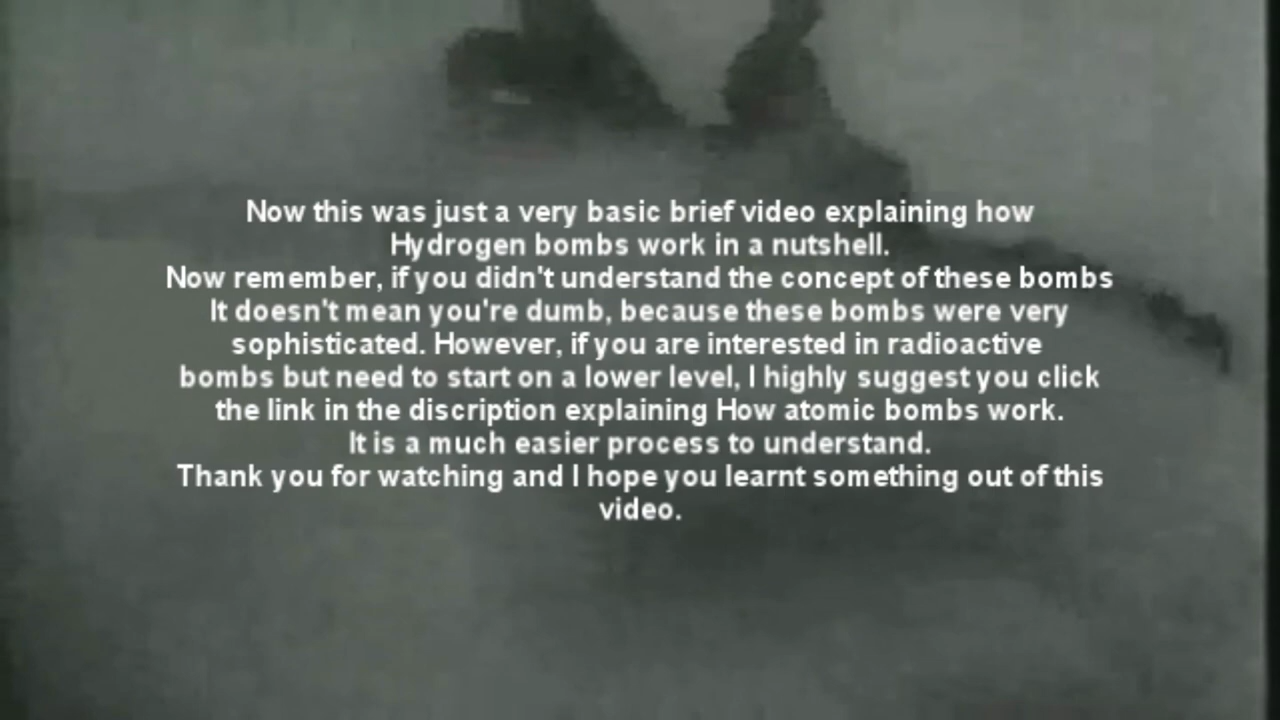 Now this was just a very basic brief video explaining how
Hydrogen bombs work in a nutshell.
Now remember, if you didn't understand the concept of these bombs
It doesn't mean you're dumb, because these bombs were very
sophisticated. However, if you are interested in radioactive
bombs but need to start on a lower level, I highly suggest you click
the link in the discription explaining How atomic bombs work.
It is a much easier process to understand.
Thank you for watching and I hope you learnt something out of this
video.